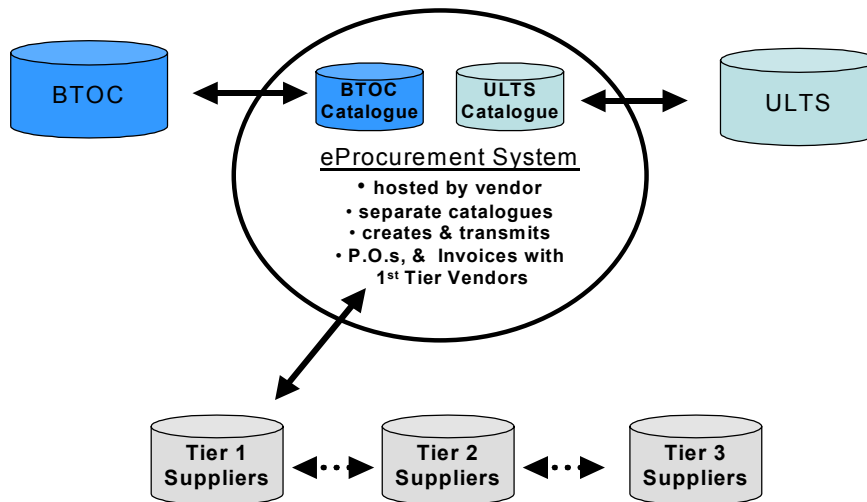 BTOC
BTOC
Catalogue
ULTS
Catalogue
ULTS
eProcurement System
• hosted by vendor
• separate catalogues
• creates & transmits
• P.O.s, & Invoices with
1st Tier Vendors
Tier 1
Suppliers
Tier 2
Suppliers
Tier 3
Suppliers